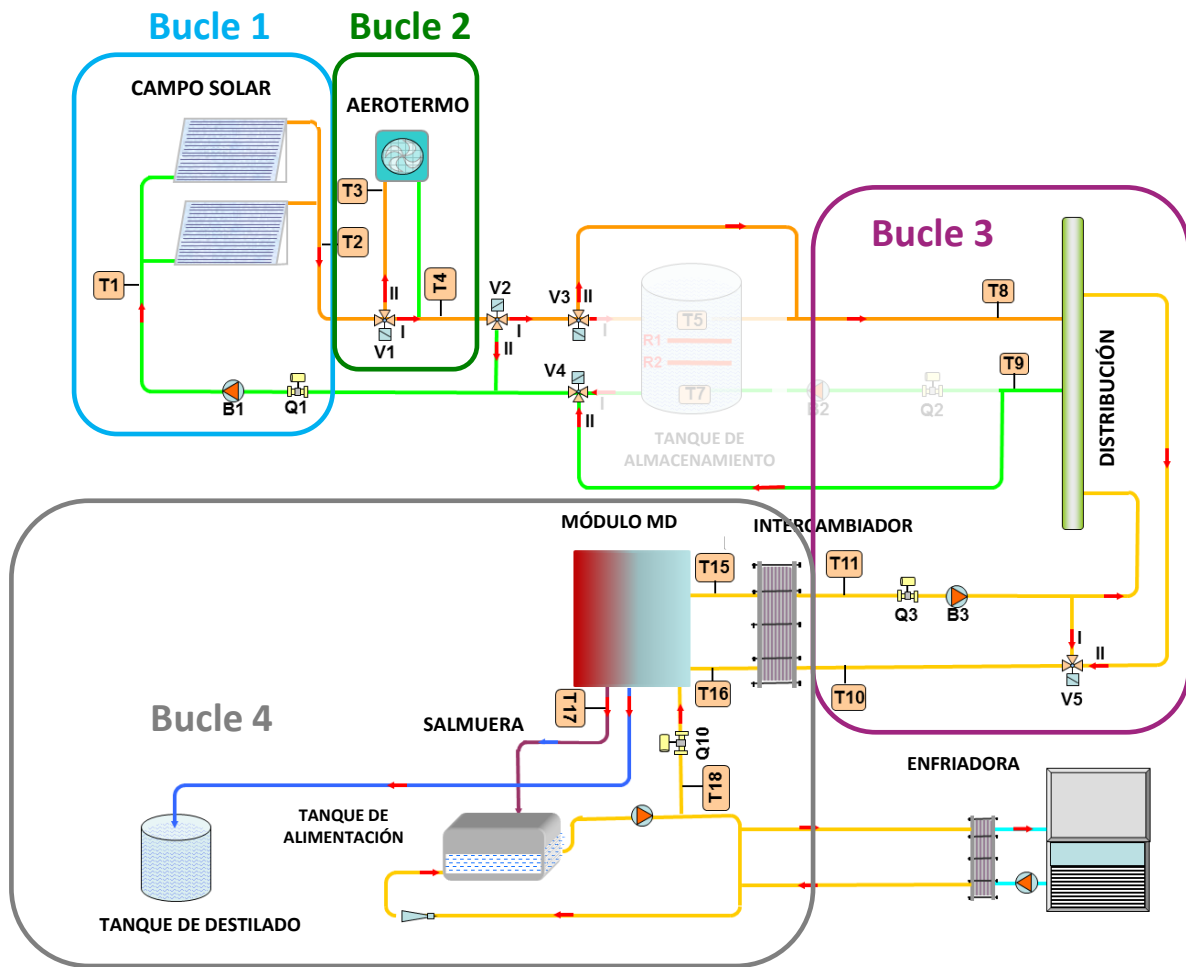 Bucle 1
Bucle 2
CAMPO SOLAR
AEROTERMO
T3
T2
T1
II
T4
V2
V3
II
I
V1
I
II
I
T5
R1
R2
V4
I
II
T7
B1
Q1
B2
Q2
TANQUE DE
ALMACENAMIENTO
Bucle 3
T8
T9
DISTRIBUCIÓN
MÓDULO MD
INTERCAMBIADOR
T15
T11
Q3
B3
I
II
T16
T10
V5
T17
Bucle 4
SALMUERA
Q10
T18
ENFRIADORA
TANQUE DE
ALIMENTACIÓN
TANQUE DE DESTILADO